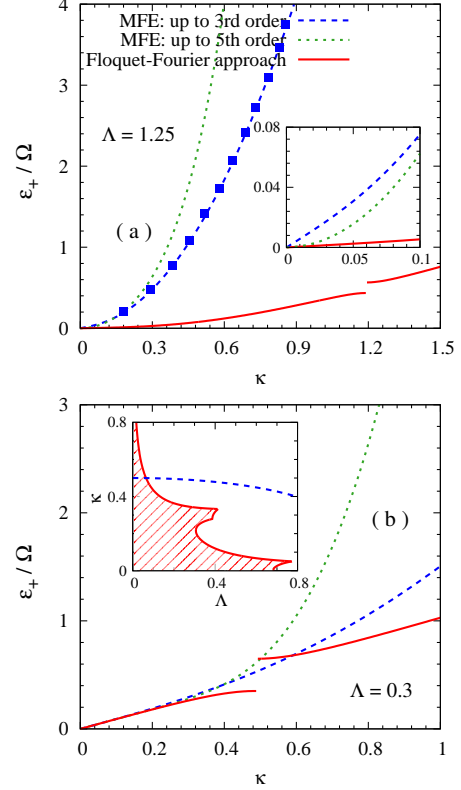 4
MFE: up to 3rd order
MFE: up to 5th order
Floquet-Fourier approach
3
Λ = 1.25
0.08
0.04
0
0.05
0.1
2
ε+ / Ω
( a )
1
0
0
0.3
0.6
0.9
1.2
1.5
κ
3
0.8
κ
0.4
0
0
0.4
0.8
Λ
( b )
2
ε+ / Ω
1
Λ = 0.3
0
0
0.2
0.4
0.6
0.8
1
κ